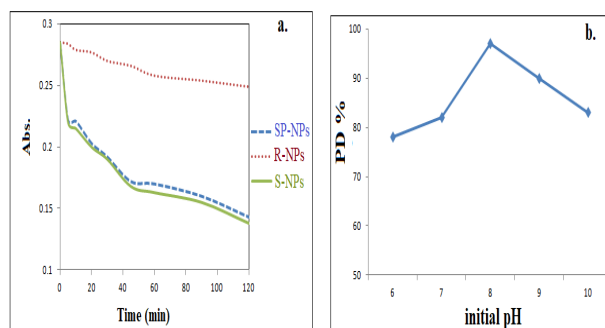 a.
0.3
0.25
0.2
0.15
0.1
Abs.
0 20 40 60 80 100 120
Time (min)
SP-NPs
R-NPs
S-NPs
b.
100
90
80
70
60
50
PD %
6 7 8 9 10
initial pH